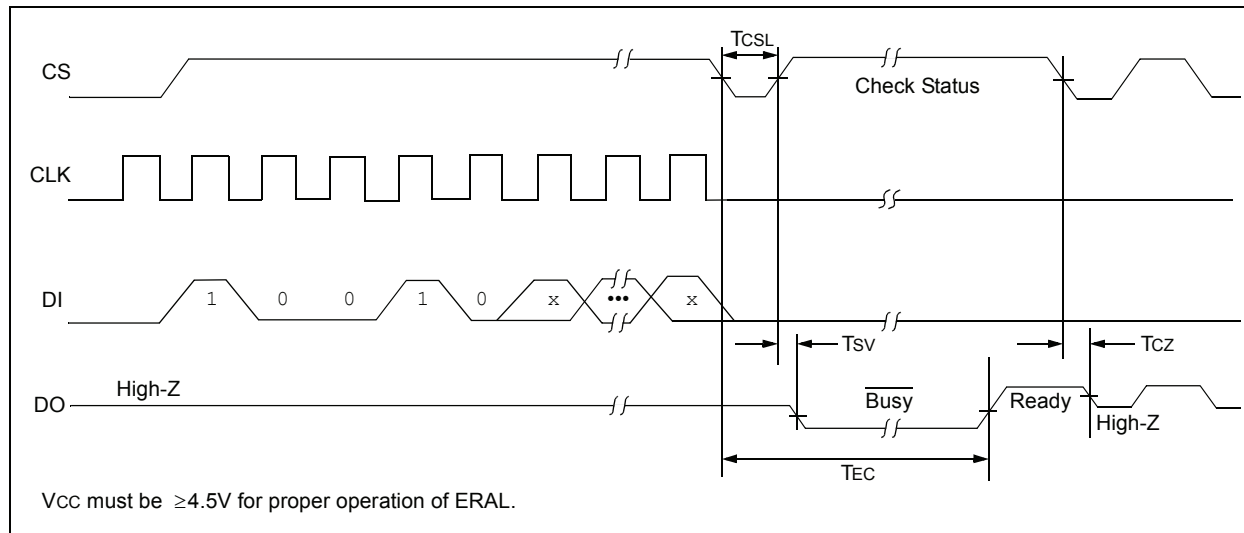 TCSL
CS
Check Status
CLK
DI
1 0 0 1 0 x ••• x
TSV
TCZ
High-Z
DO
Busy
Ready
High-Z
TEC
VCC must be ≥4.5V for proper operation of ERAL.